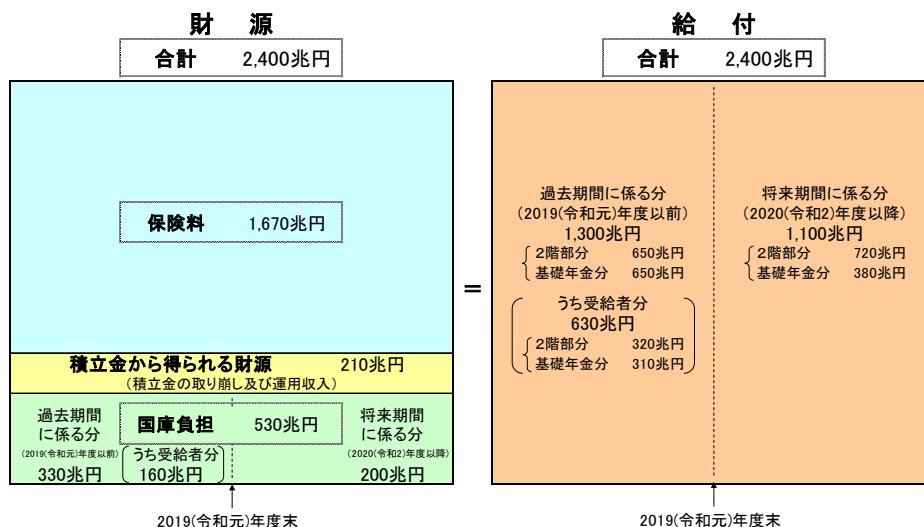 財　源
合計　2,400兆円
保険料　1,670兆円
積立金から得られる財源　210兆円
(積立金の取り崩し及び運用収入)
国庫負担　530兆円
過去期間
に係る分
(2019(令和元)年度以前)
330兆円
うち受給者分
160兆円
将来期間
に係る分
(2020(令和2)年度以降)
200兆円
2019(令和元)年度末
＝
給　付
合計　2,400兆円
過去期間に係る分
(2019(令和元)年度以前)
1,300兆円
２階部分　650兆円
基礎年金分　650兆円
うち受給者分
630兆円
２階部分　320兆円
基礎年金分　310兆円
将来期間に係る分
(2020(令和2)年度以降)
1,100兆円
２階部分　720兆円
基礎年金分　380兆円
2019(令和元)年度末